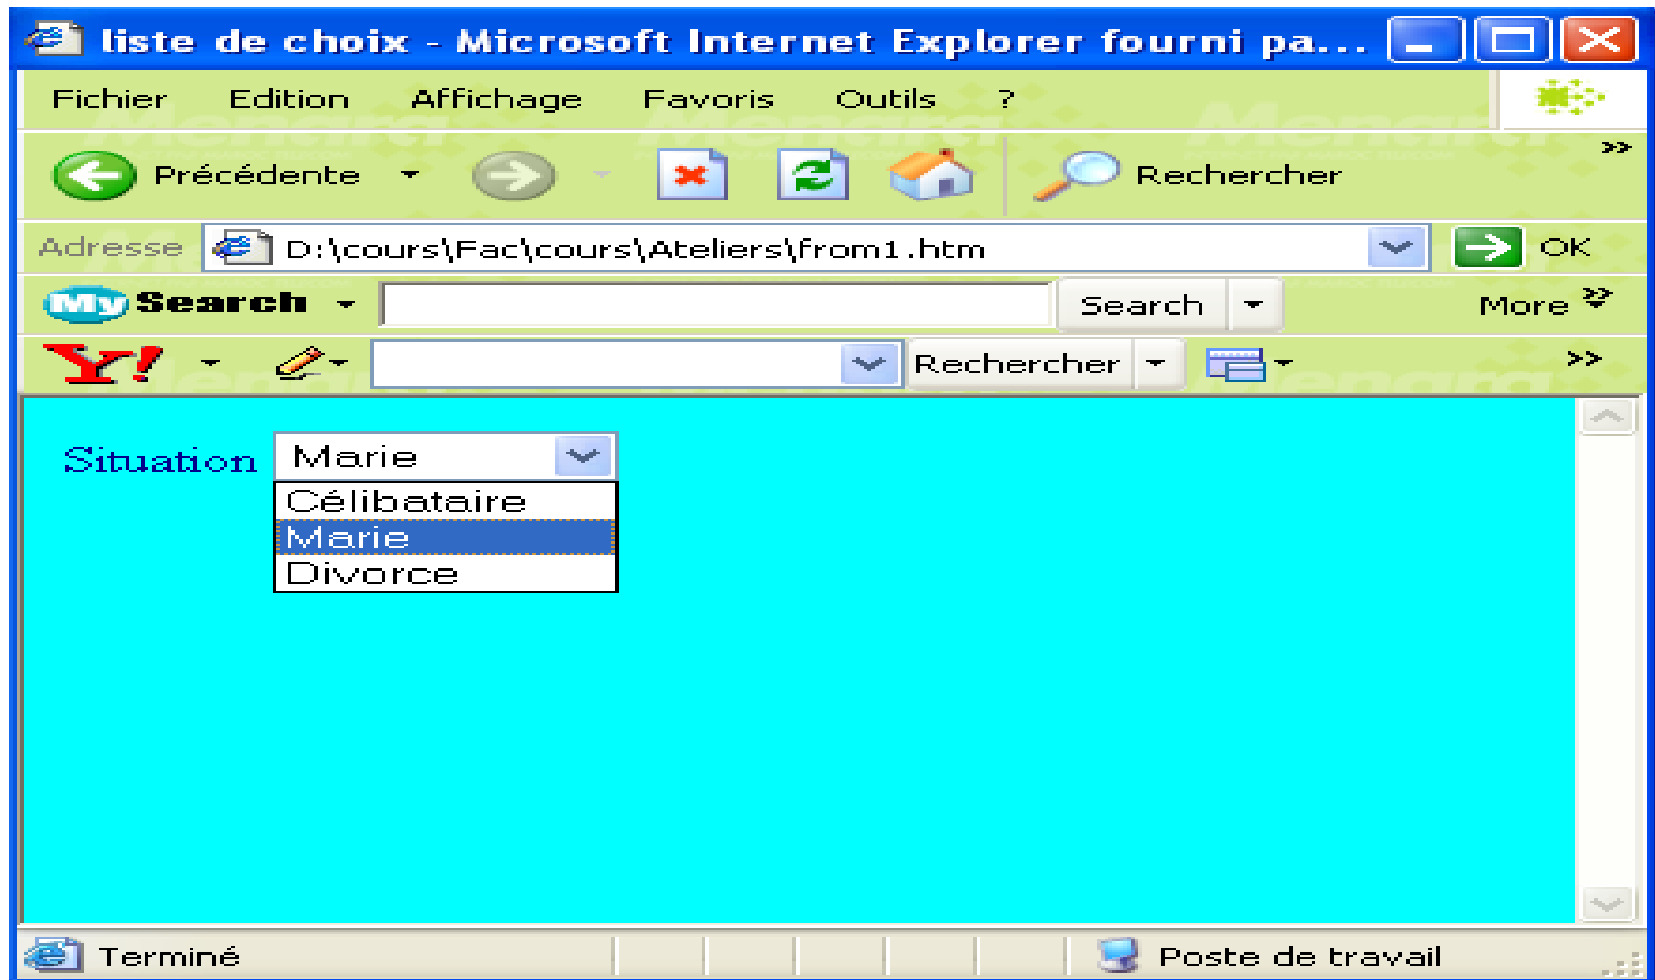 liste de choix - Microsoft Internet Explorer fourni pa...
Fichier Edition Affichage Favoris Outils ?
Précédente Rechercher »
Adresse D:\cours\Fac\cours\Ateliers\from1.htm OK
My Search Search More »
Y! Rechercher »
Situation Marie
Célibataire
Marie
Divorce
Terminé Poste de travail